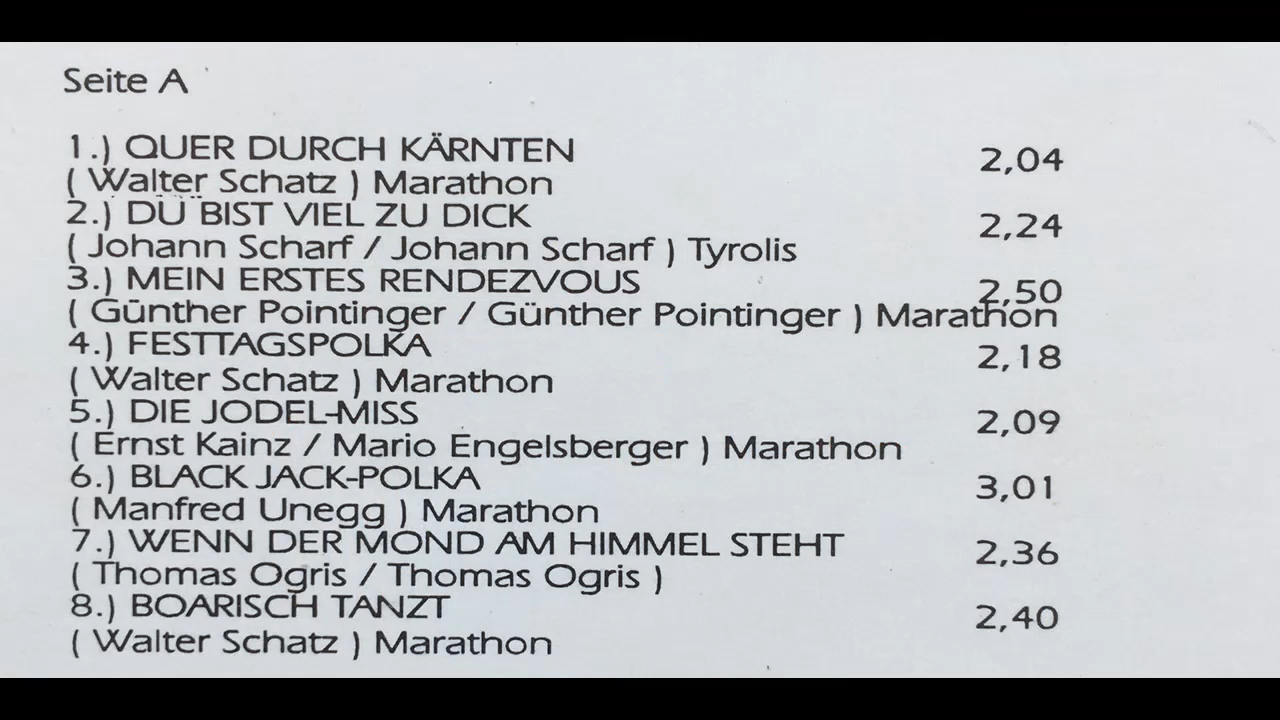 Seite A
1.) QUER DURCH KÄRNTEN 2,04
( Walter Schatz ) Marathon
2.) DU BIST VIEL ZU DICK 2,24
( Johann Scharf / Johann Scharf ) Tyrolis
3.) MEIN ERSTES RENDEZVOUS 2,50
( Günther Pointinger / Günther Pointinger ) Marathon
4.) FESTTAGSPOLKA 2,18
( Walter Schatz ) Marathon
5.) DIE JODEL-MISS 2,09
( Ernst Kainz / Mario Engelsberger ) Marathon
6.) BLACK JACK-POLKA 3,01
( Manfred Unegg ) Marathon
7.) WENN DER MOND AM HIMMEL STEHT 2,36
( Thomas Ogris / Thomas Ogris )
8.) BOARISCH TANZT 2,40
( Walter Schatz ) Marathon